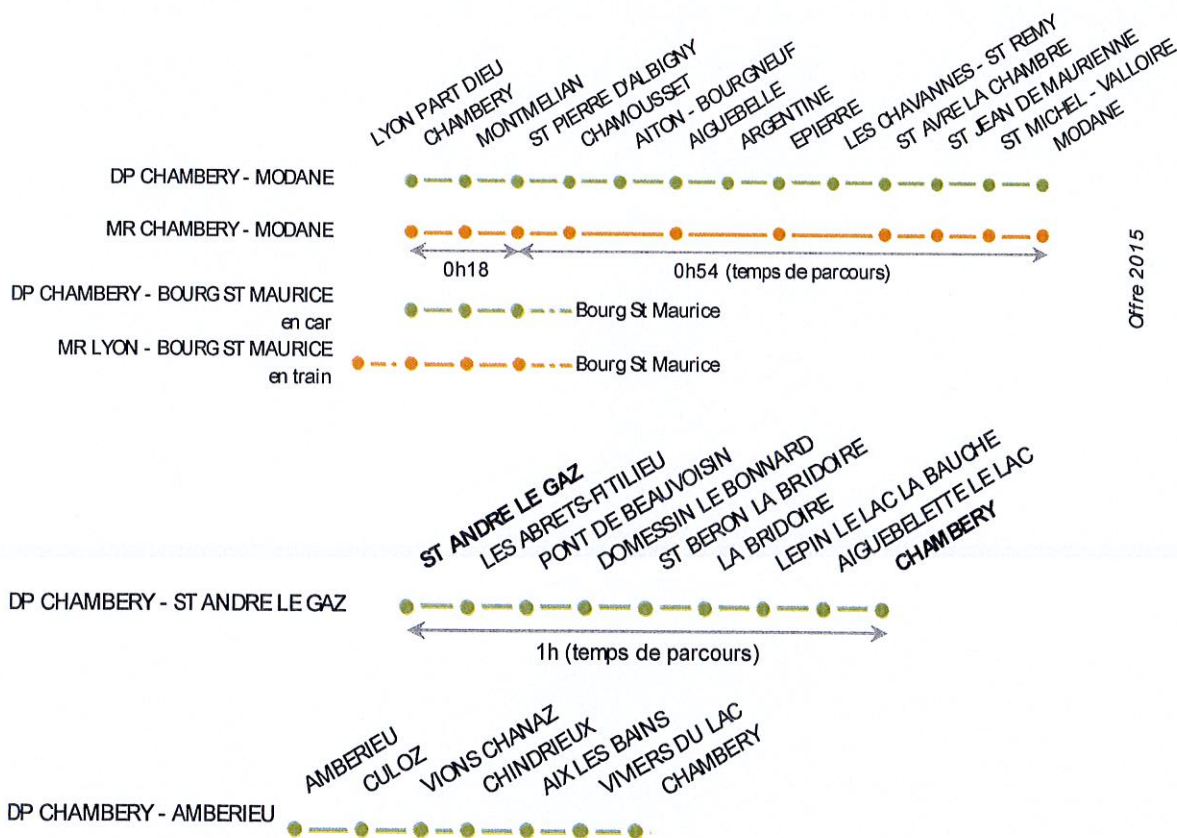 LYON PART DIEU
CHAMBERY
MONTMELIAN
ST PIERRE D'ALBIGNY
CHAMOUSSET
AITON - BOURGNEUF
AIGUEBELLE
ARGENTINE
EPIERRE
LES CHAVANNES - ST REMY
ST AVRE LA CHAMBRE
ST JEAN DE MAURIENNE
ST MICHEL - VALLOIRE
MODANE
DP CHAMBERY - MODANE
MR CHAMBERY - MODANE
0h18
0h54 (temps de parcours)
DP CHAMBERY - BOURG ST MAURICE
en car
Bourg St Maurice
MR LYON - BOURG ST MAURICE
en train
Bourg St Maurice
Offre 2015
ST ANDRE LE GAZ
LES ABRETS-FITILIEU
PONT DE BEAUVOISIN
DOMESSIN LE BONNARD
ST BERON LA BRIDOIRE
LA BRIDOIRE
LEPIN LE LAC LA BAUCHE
AIGUEBELETTE LE LAC
CHAMBERY
DP CHAMBERY - ST ANDRE LE GAZ
1h (temps de parcours)
AMBERIEU
CULOZ
VIONS CHANAZ
CHINDRIEUX
AIX LES BAINS
VIVIERS DU LAC
CHAMBERY
DP CHAMBERY - AMBERIEU